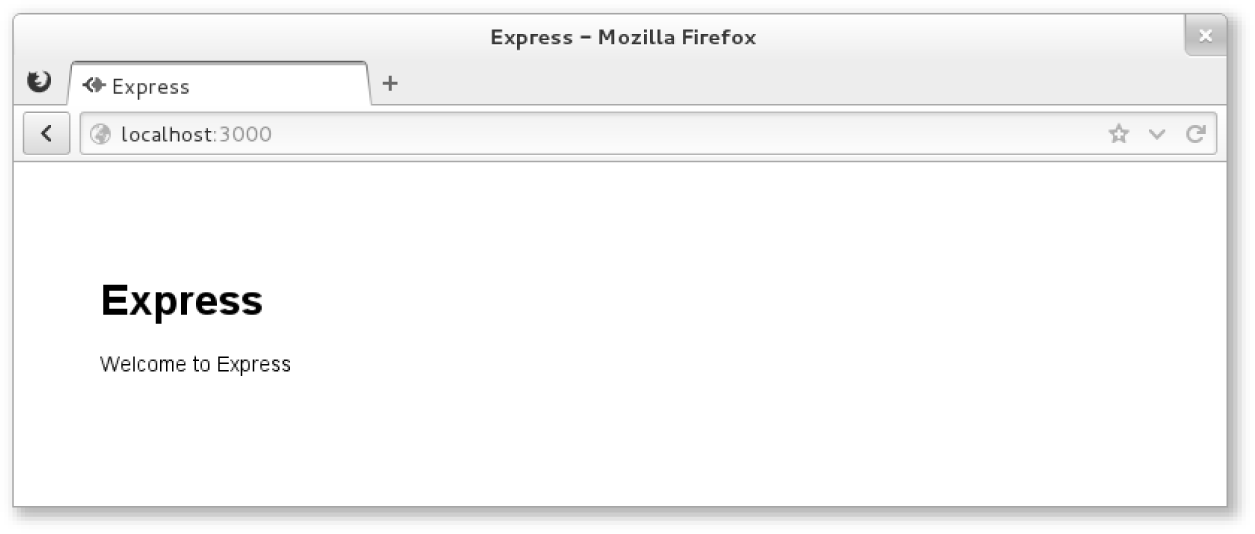 Express - Mozilla Firefox
Express
localhost:3000
Express
Welcome to Express